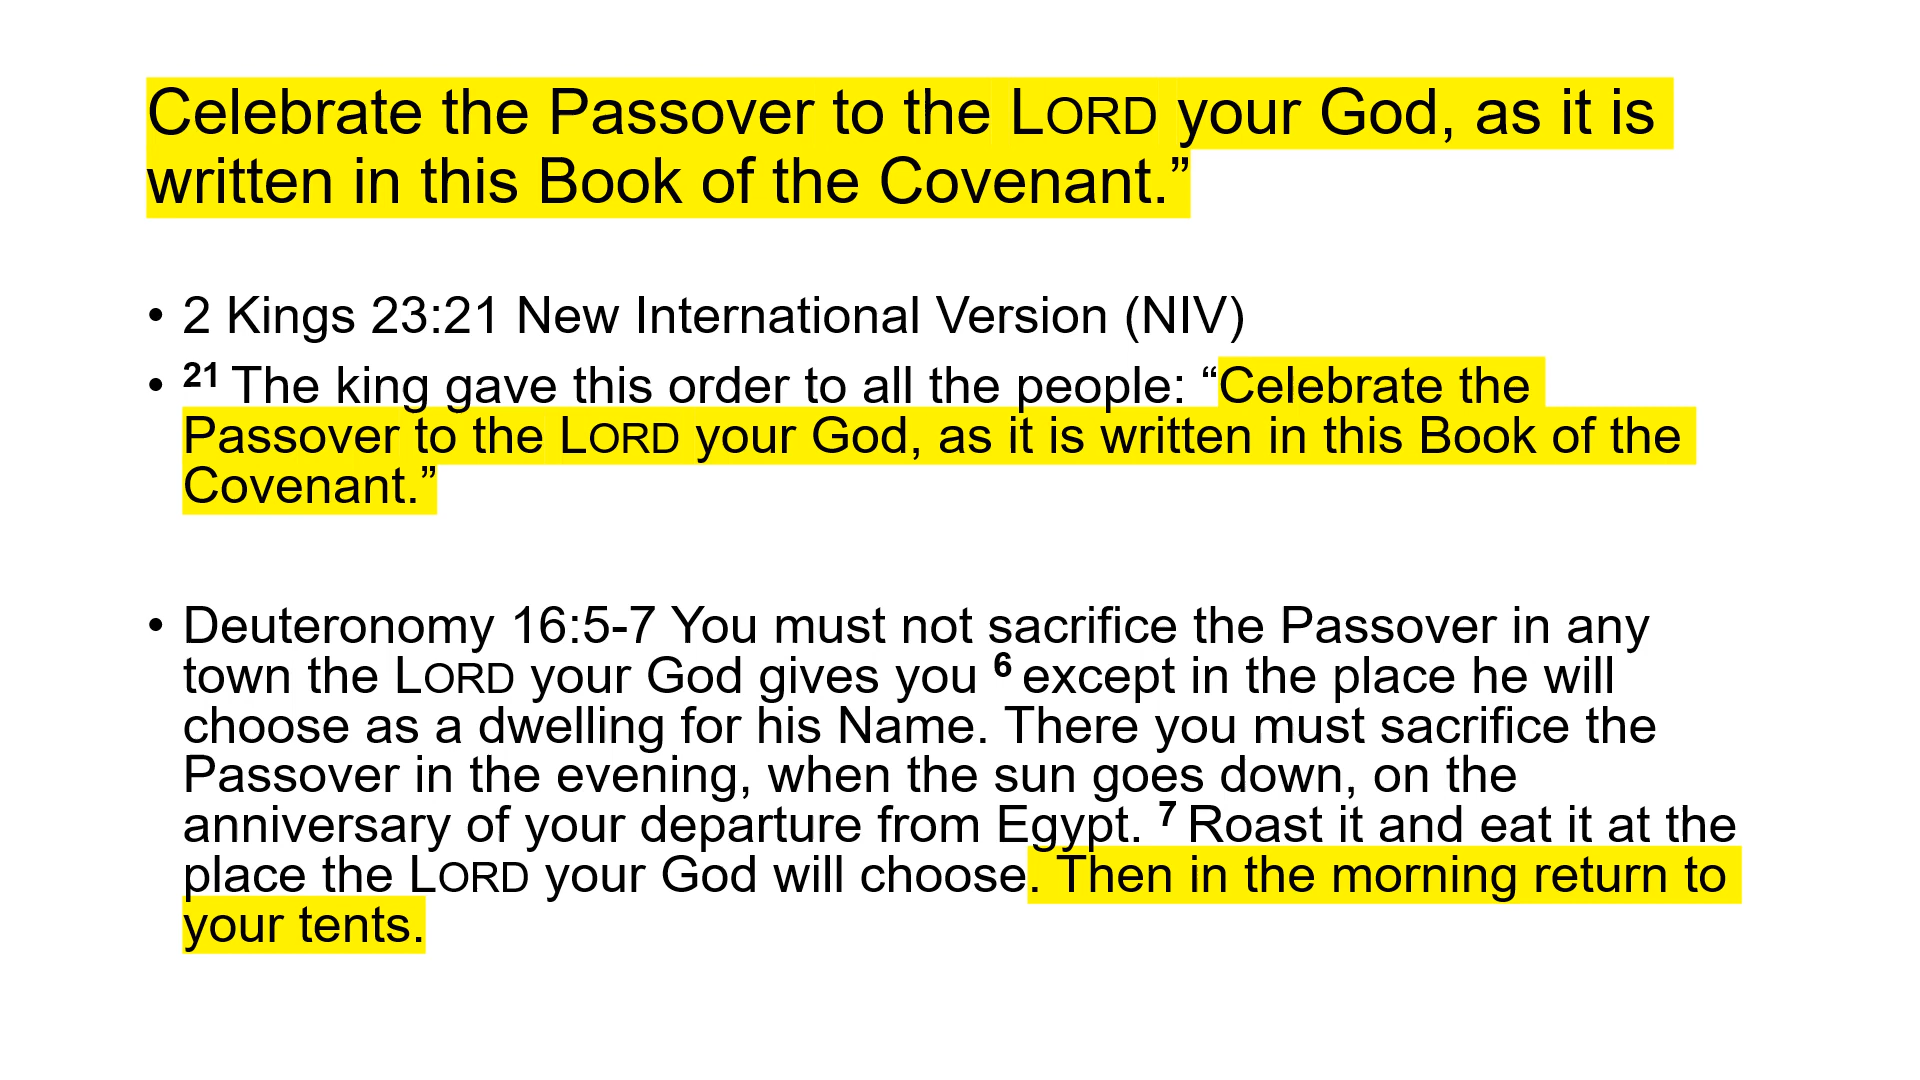 Celebrate the Passover to the LORD your God, as it is
written in this Book of the Covenant.”
• 2 Kings 23:21 New International Version (NIV)
• 21 The king gave this order to all the people: “Celebrate the
Passover to the LORD your God, as it is written in this Book of the
Covenant.”
• Deuteronomy 16:5-7 You must not sacrifice the Passover in any
town the LORD your God gives you 6 except in the place he will
choose as a dwelling for his Name. There you must sacrifice the
Passover in the evening, when the sun goes down, on the
anniversary of your departure from Egypt. 7 Roast it and eat it at the
place the LORD your God will choose. Then in the morning return to
your tents.